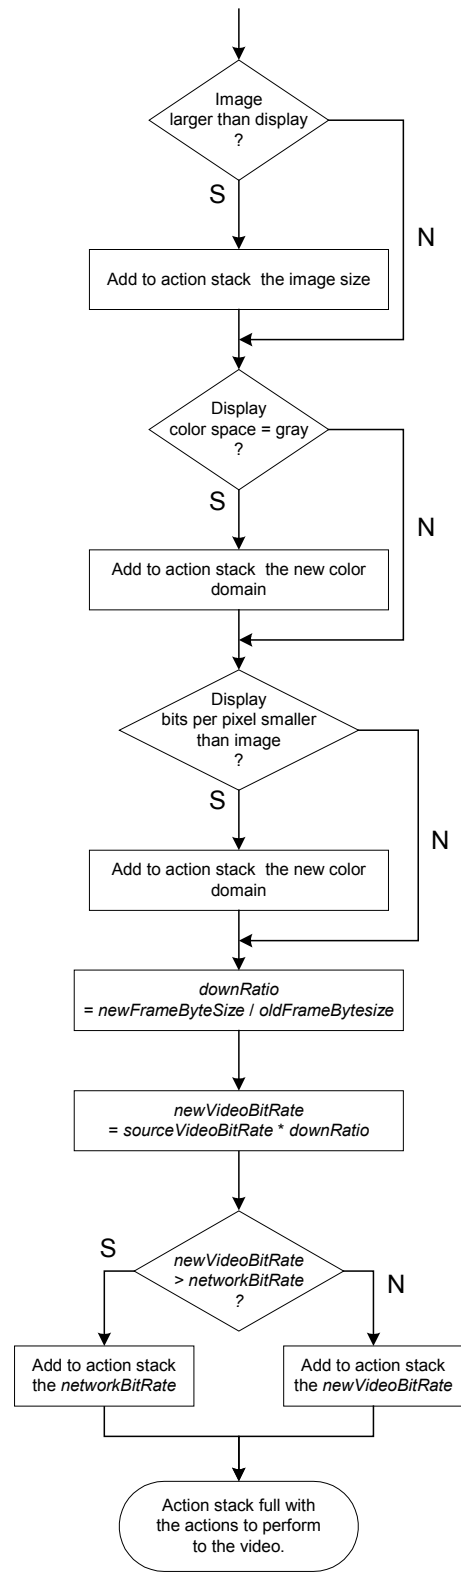 Image
larger than display
?
S
N
Add to action stack the image size
Display
color space = gray
?
S
N
Add to action stack the new color
domain
Display
bits per pixel smaller
than image
?
S
N
Add to action stack the new color
domain
downRatio
= newFrameByteSize / oldFrameBytesize
newVideoBitRate
= sourceVideoBitRate * downRatio
S
newVideoBitRate
> networkBitRate
?
N
Add to action stack
the networkBitRate
Add to action stack
the newVideoBitRate
Action stack full with
the actions to perform
to the video.